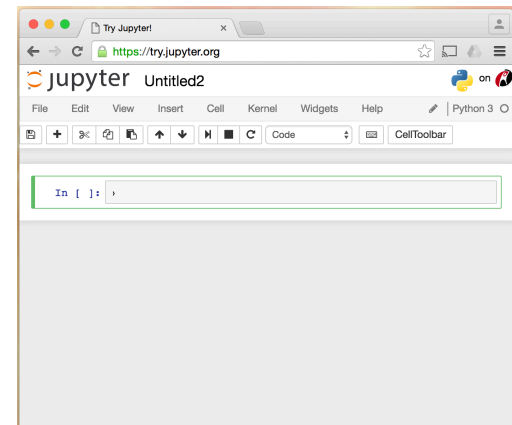 Try Jupyter!
https://try.jupyter.org
jupyter Untitled2
on
File Edit View Insert Cell Kernel Widgets Help Python 3
Code CellToolbar
In [ ]: